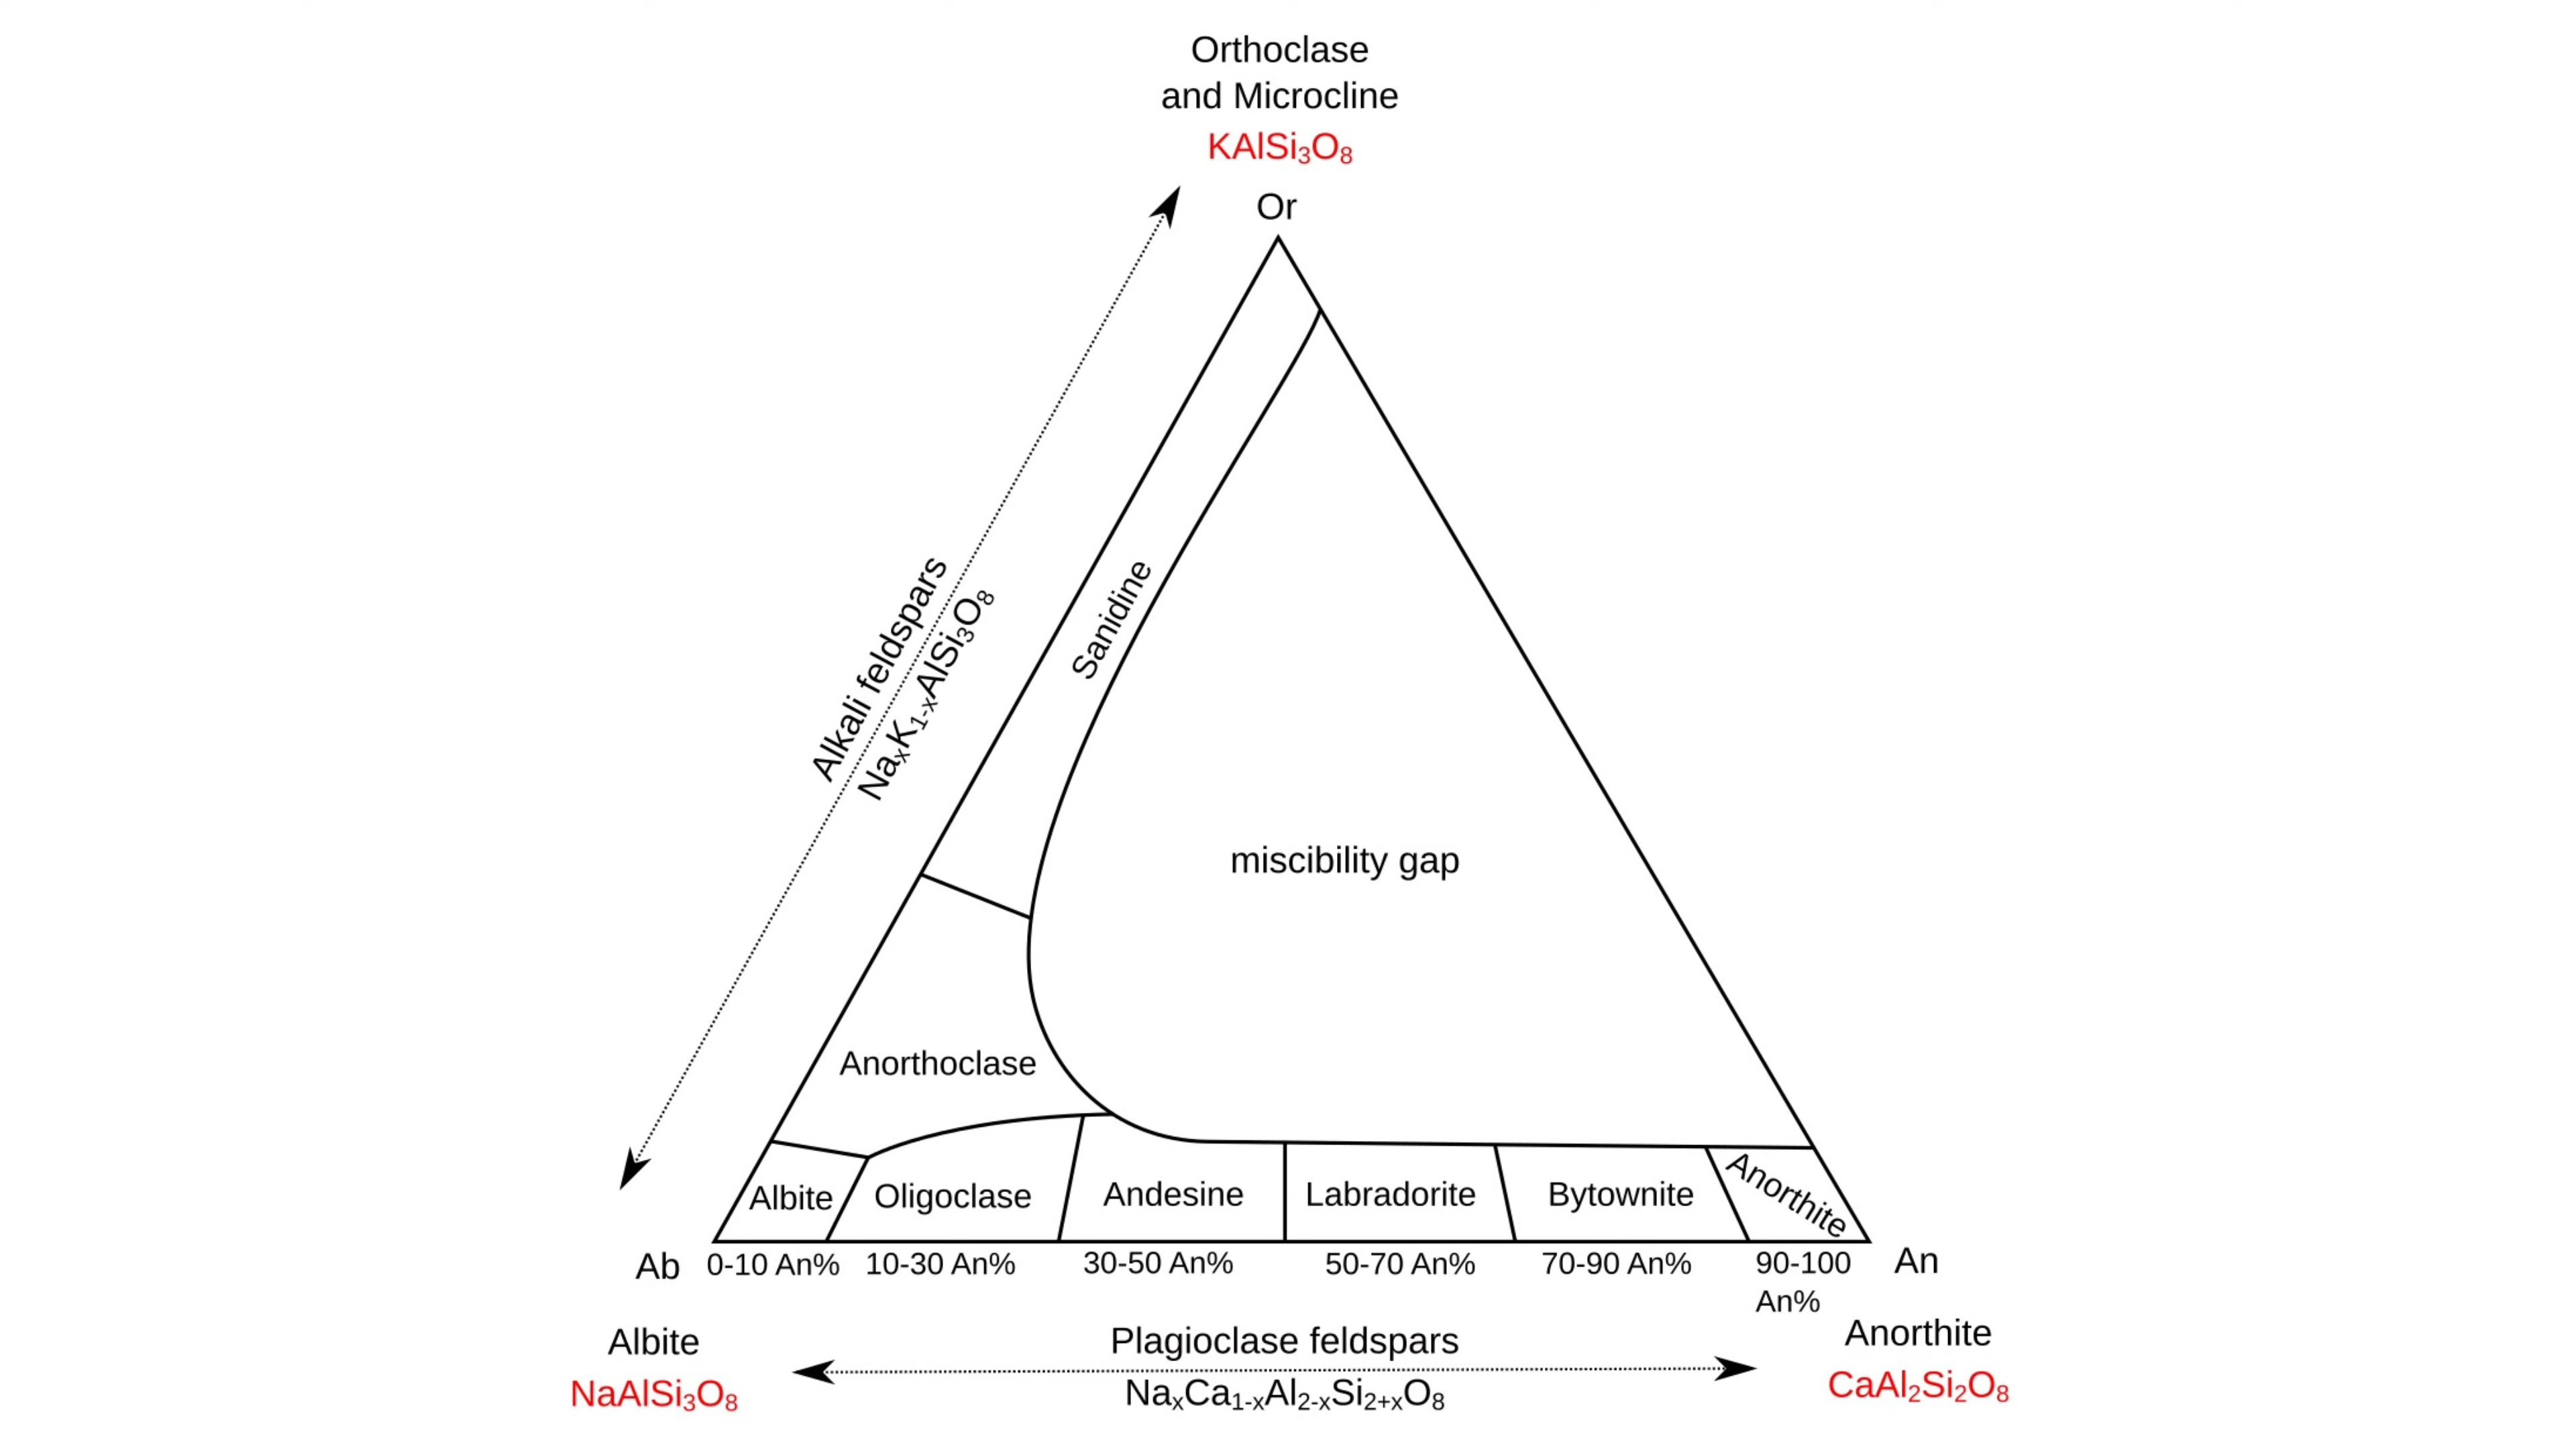 Orthoclase
and Microcline
KAlSi₃O₈
Or
Alkali feldspars
NaₓK₁₋ₓAlSi₃O₈
Sanidine
miscibility gap
Anorthoclase
Albite
Oligoclase
Andesine
Labradorite
Bytownite
Anorthite
Ab
0-10 An%
10-30 An%
30-50 An%
50-70 An%
70-90 An%
90-100
An%
An
Albite
NaAlSi₃O₈
Plagioclase feldspars
NaₓCa₁₋ₓAl₂₋ₓSi₂₊ₓO₈
Anorthite
CaAl₂Si₂O₈